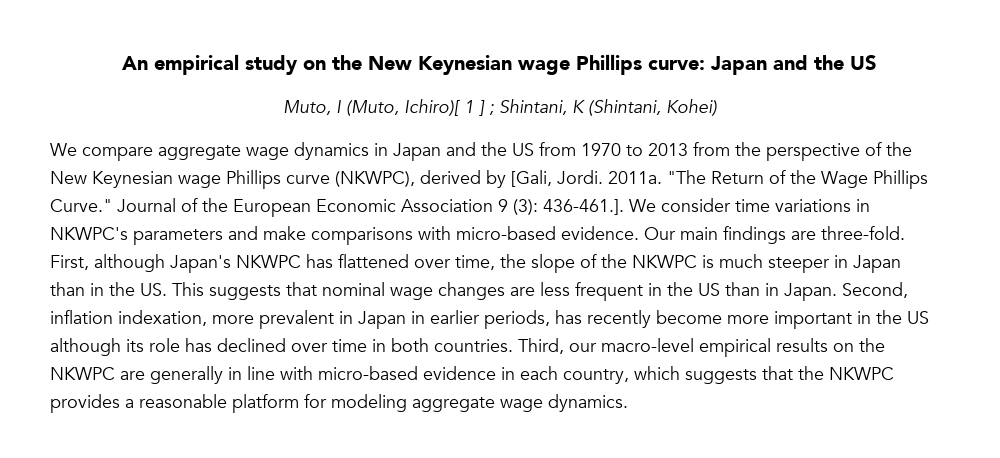 An empirical study on the New Keynesian wage Phillips curve: Japan and the US
Muto, I (Muto, Ichiro)[ 1 ] ; Shintani, K (Shintani, Kohei)
We compare aggregate wage dynamics in Japan and the US from 1970 to 2013 from the perspective of the
New Keynesian wage Phillips curve (NKWPC), derived by [Gali, Jordi. 2011a. "The Return of the Wage Phillips
Curve." Journal of the European Economic Association 9 (3): 436-461.]. We consider time variations in
NKWPC's parameters and make comparisons with micro-based evidence. Our main findings are three-fold.
First, although Japan's NKWPC has flattened over time, the slope of the NKWPC is much steeper in Japan
than in the US. This suggests that nominal wage changes are less frequent in the US than in Japan. Second,
inflation indexation, more prevalent in Japan in earlier periods, has recently become more important in the US
although its role has declined over time in both countries. Third, our macro-level empirical results on the
NKWPC are generally in line with micro-based evidence in each country, which suggests that the NKWPC
provides a reasonable platform for modeling aggregate wage dynamics.